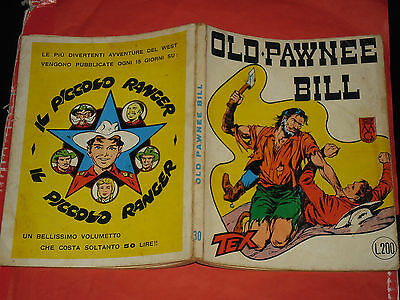 LE PIÙ DIVERTENTI AVVENTURE DEL WEST
VENGONO PUBBLICATE OGNI 15 GIORNI SU:
IL PICCOLO RANGER
IL PICCOLO RANGER
UN BELLISSIMO VOLUMETTO
CHE COSTA SOLTANTO 50 LIRE!!
OLD PAWNEE BILL
30
OLD·PAWNEE
BILL
TEX
L.200